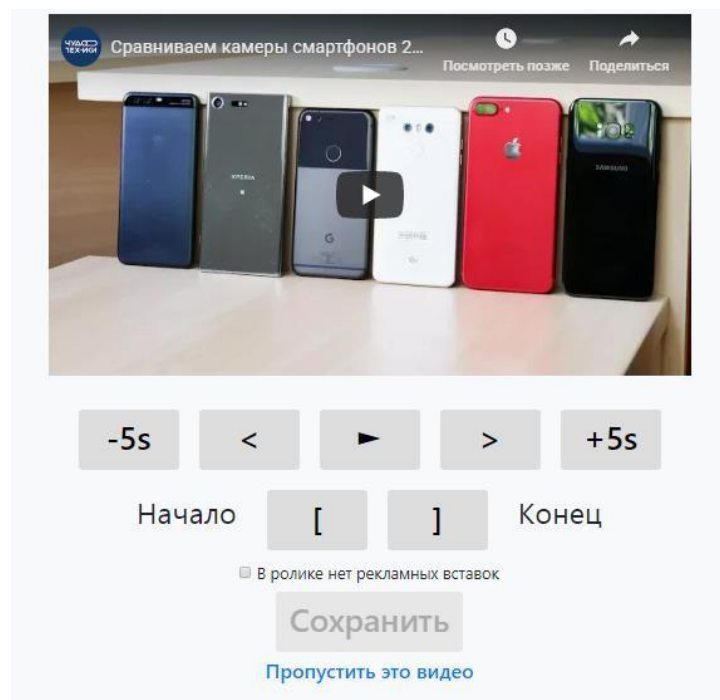 ЧУДО
ТЕХНИКИ
Сравниваем камеры смартфонов 2...
Посмотреть позже
Поделиться
XPERIA
G
SAMSUNG
-5s < ► > +5s
Начало [ ] Конец
В ролике нет рекламных вставок
Сохранить
Пропустить это видео